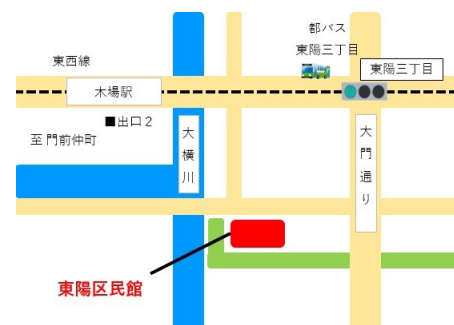 都バス
東陽三丁目
東西線
東陽三丁目
木場駅
■出口２
至 門前仲町
大横川
大門通り
東陽区民館